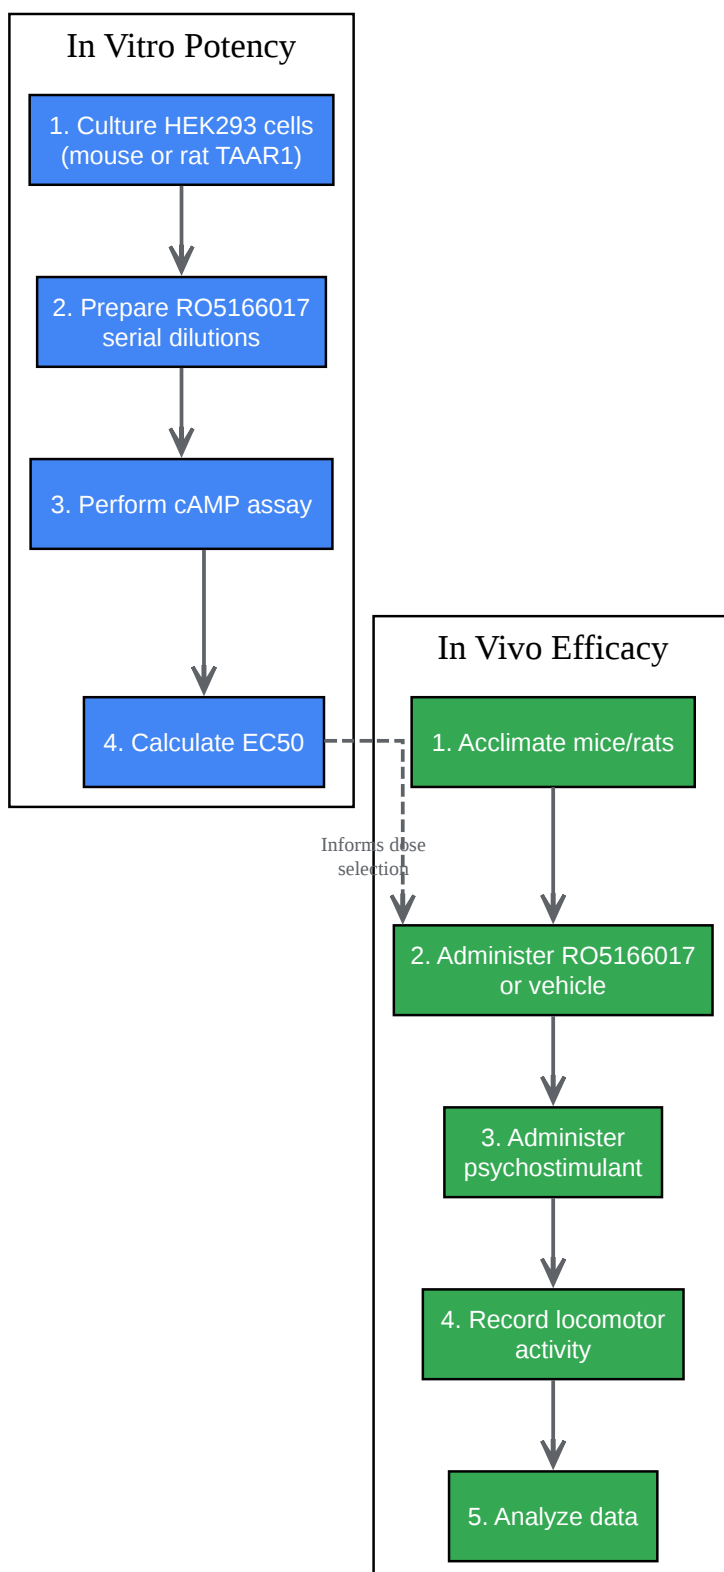 In Vitro Potency
1. Culture HEK293 cells
(mouse or rat TAAR1)
2. Prepare RO5166017
serial dilutions
3. Perform cAMP assay
4. Calculate EC50
In Vivo Efficacy
1. Acclimate mice/rats
Informs dose
selection
2. Administer RO5166017
or vehicle
3. Administer
psychostimulant
4. Record locomotor
activity
5. Analyze data